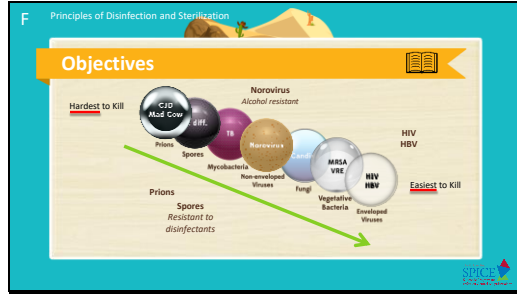 F
Principles of Disinfection and Sterilization
Objectives
Norovirus
Alcohol resistant
Hardest to Kill
CJD
Mad Cow
Prions
diff.
Spores
TB
Mycobacteria
Norovirus
Non-enveloped
Viruses
Candi
Fungi
MRSA
VRE
Vegetative
Bacteria
HIV
HBV
Enveloped
Viruses
HIV
HBV
Easiest to Kill
Prions
Spores
Resistant to
disinfectants
SPICE